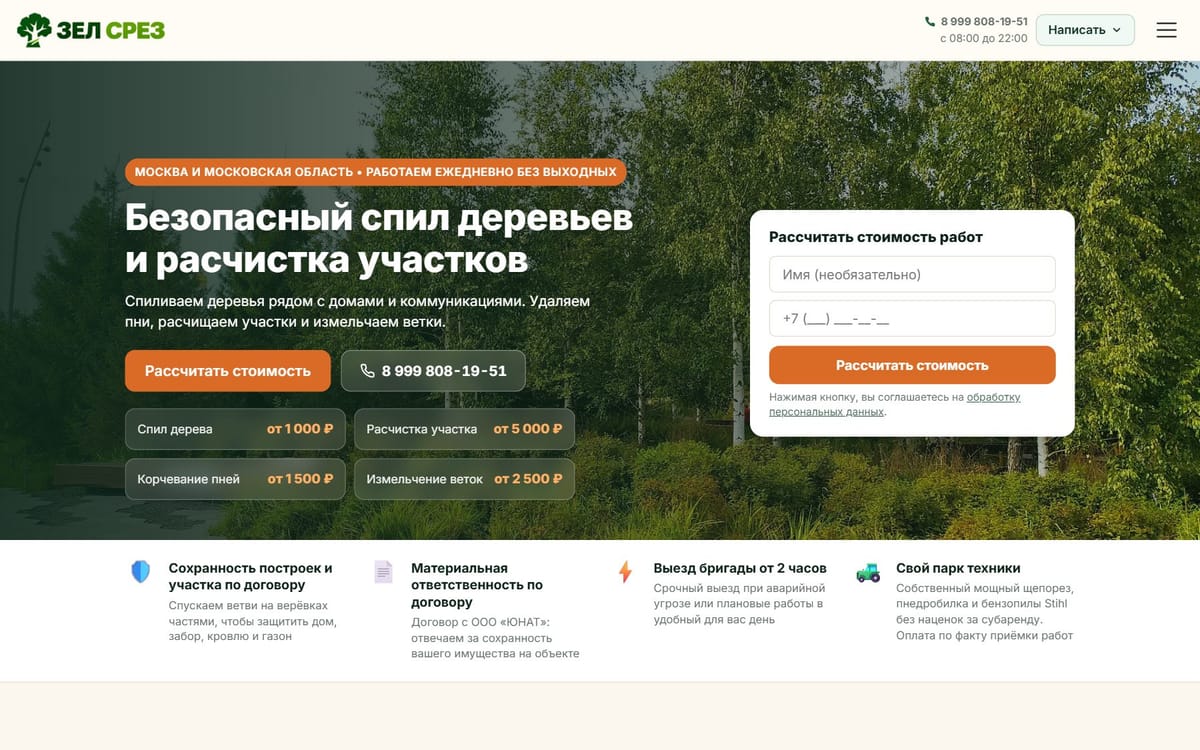 ЗЕЛ СРЕЗ
8 999 808-19-51
с 08:00 до 22:00
Написать
МОСКВА И МОСКОВСКАЯ ОБЛАСТЬ • РАБОТАЕМ ЕЖЕДНЕВНО БЕЗ ВЫХОДНЫХ
Безопасный спил деревьев
и расчистка участков
Спиливаем деревья рядом с домами и коммуникациями. Удаляем
пни, расчищаем участки и измельчаем ветки.
Рассчитать стоимость
8 999 808-19-51
Спил дерева от 1 000 ₽
Расчистка участка от 5 000 ₽
Корчевание пней от 1 500 ₽
Измельчение веток от 2 500 ₽
Рассчитать стоимость работ
Имя (необязательно)
+7 (___) ___-__-__
Рассчитать стоимость
Нажимая кнопку, вы соглашаетесь на обработку
персональных данных.
Сохранность построек и
участка по договору
Спускаем ветви на верёвках
частями, чтобы защитить дом,
забор, кровлю и газон
Материальная
ответственность по
договору
Договор с ООО «ЮНАТ»:
отвечаем за сохранность
вашего имущества на объекте
Выезд бригады от 2 часов
Срочный выезд при аварийной
угрозе или плановые работы в
удобный для вас день
Свой парк техники
Собственный мощный щепорез,
пнедробилка и бензопилы Stihl
без наценок за субаренду.
Оплата по факту приёмки работ